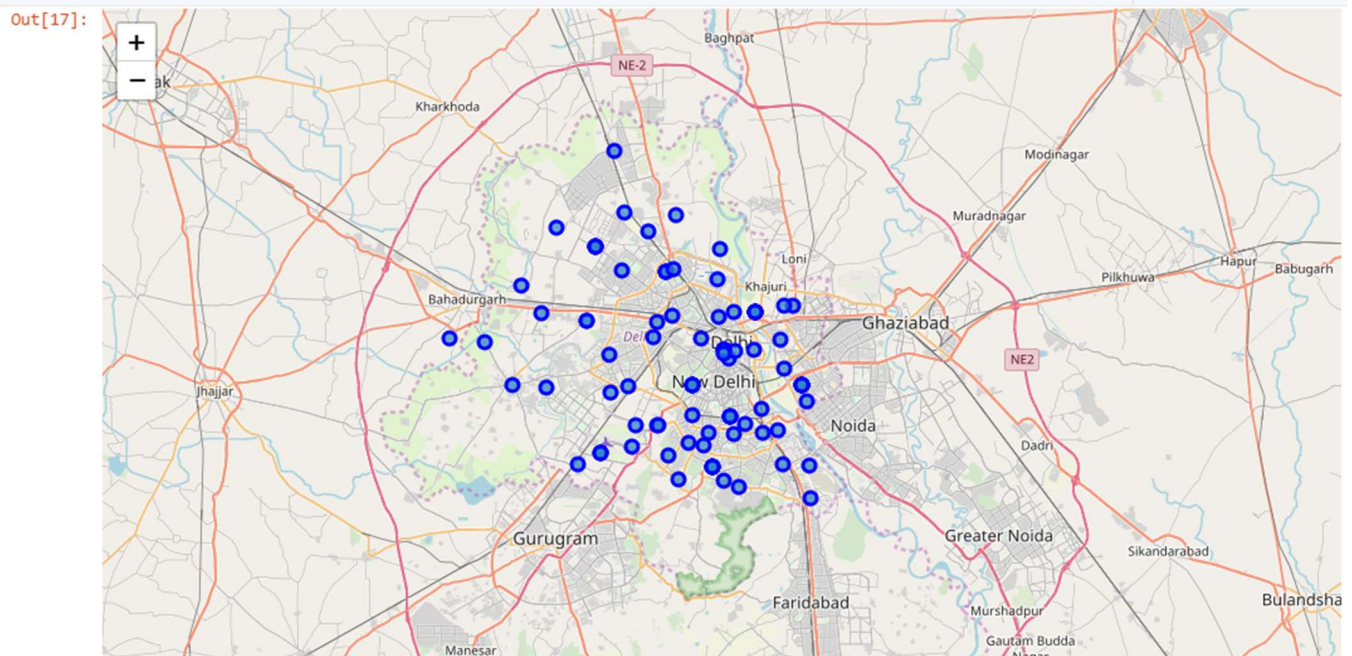 Out[17]:
+
−
ak
Baghpat
NE-2
Kharkhoda
Modinagar
Muradnagar
Loni
Hapur
Babugarh
Pilkhuwa
Khajuri
Bahadurgarh
Ghaziabad
Delhi
NE2
New Delhi
Jhajjar
Noida
Dadri
Gurugram
Greater Noida
Sikandarabad
Faridabad
Bulandsha
Murshadpur
Gautam Budda
Manesar